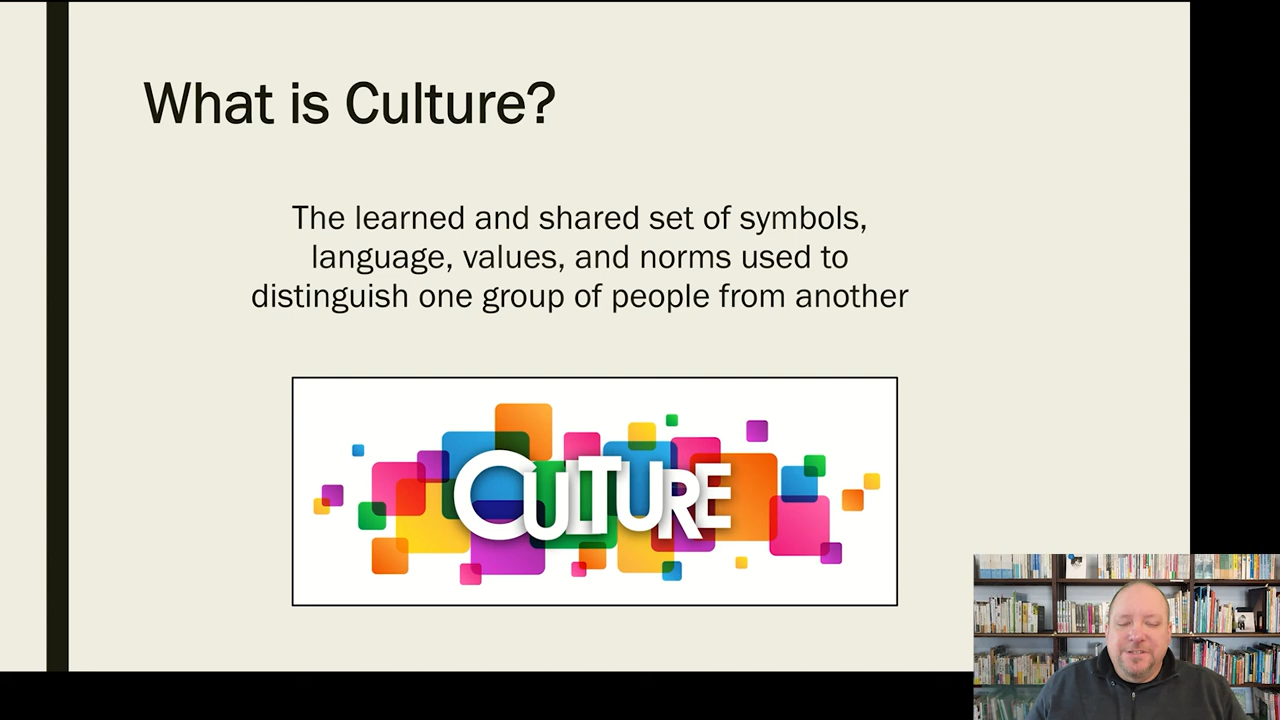 What is Culture?
The learned and shared set of symbols,
language, values, and norms used to
distinguish one group of people from another
CULTURE